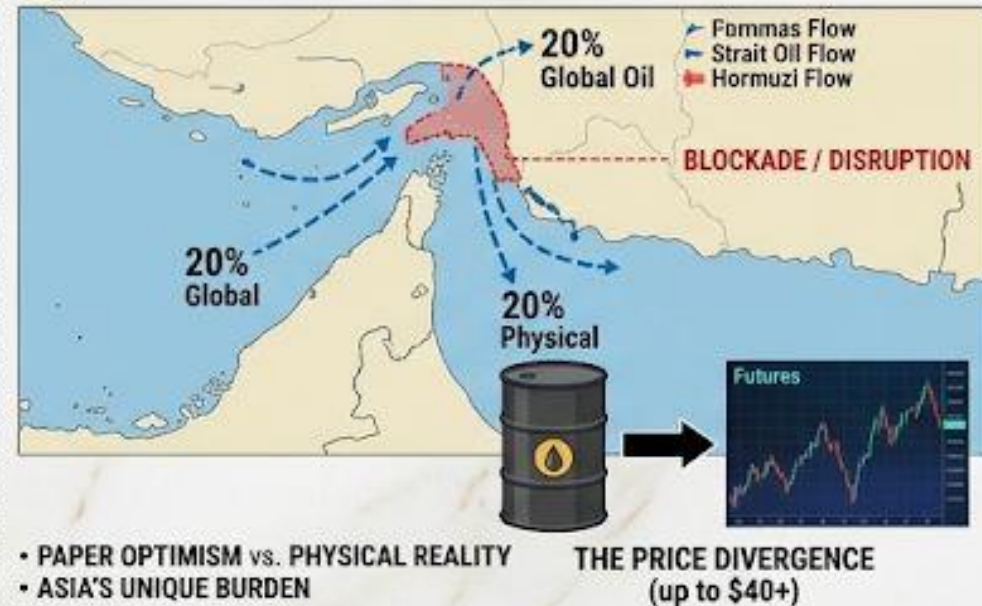 20%
Global Oil
Fommas Flow
Strait Oil Flow
Hormuzi Flow
BLOCKADE / DISRUPTION
20%
Global
20%
Physical
Futures
• PAPER OPTIMISM vs. PHYSICAL REALITY
• ASIA'S UNIQUE BURDEN
THE PRICE DIVERGENCE
(up to $40+)